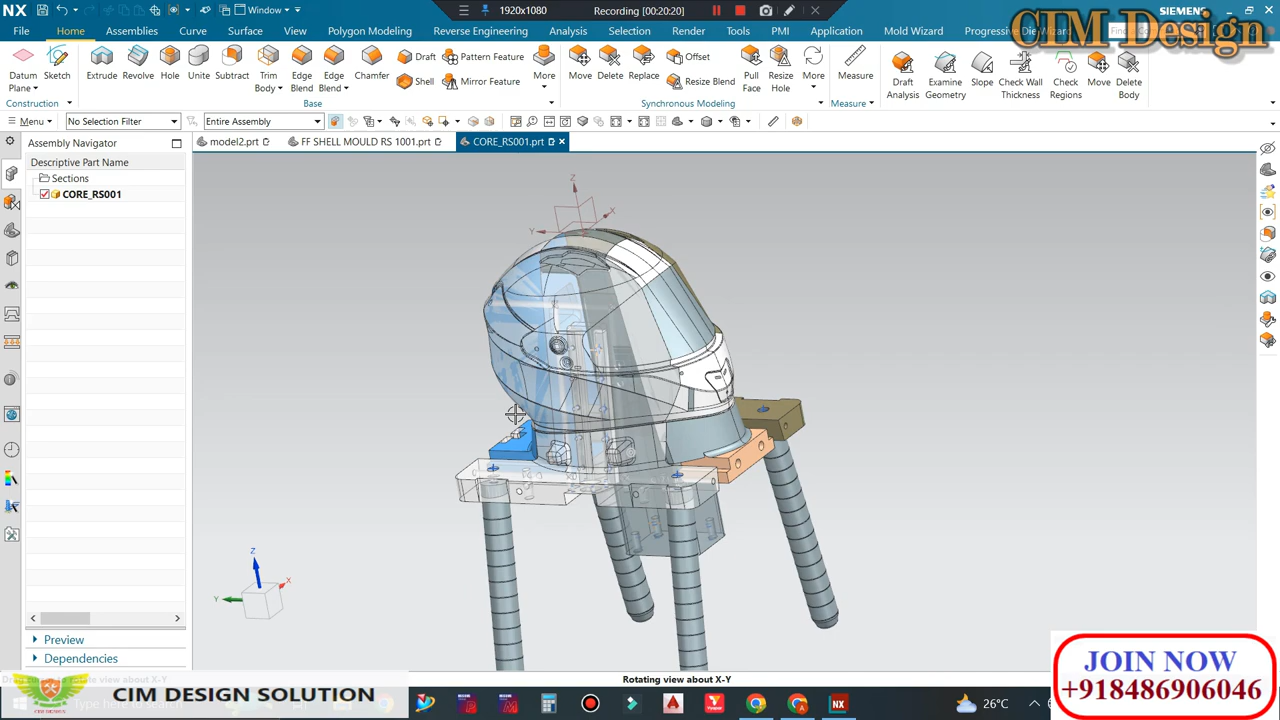 NX
Window
1920x1080
Recording [00:20:20]
SIEMENS
File
Home
Assemblies
Curve
Surface
View
Polygon Modeling
Reverse Engineering
Analysis
Selection
Render
Tools
PMI
Application
Mold Wizard
Progressive Die Wizard
CIM Design
Datum Plane
Sketch
Extrude
Revolve
Hole
Unite
Subtract
Trim Body
Edge Blend
Edge Blend
Chamfer
Draft
Shell
Pattern Feature
Mirror Feature
More
Move
Delete
Replace
Offset
Resize Blend
Pull Face
Resize Hole
More
Measure
Draft Analysis
Examine Geometry
Slope
Check Wall Thickness
Check Regions
Move
Delete Body
Construction
Base
Synchronous Modeling
Measure
Menu
No Selection Filter
Entire Assembly
Assembly Navigator
model2.prt
FF SHELL MOULD RS 1001.prt
CORE_RS001.prt
Descriptive Part Name
Sections
CORE_RS001
Z
X
Y
Z
X
Y
Preview
Dependencies
Rotating view about X-Y
CIM DESIGN SOLUTION
26°C
JOIN NOW
+918486906046